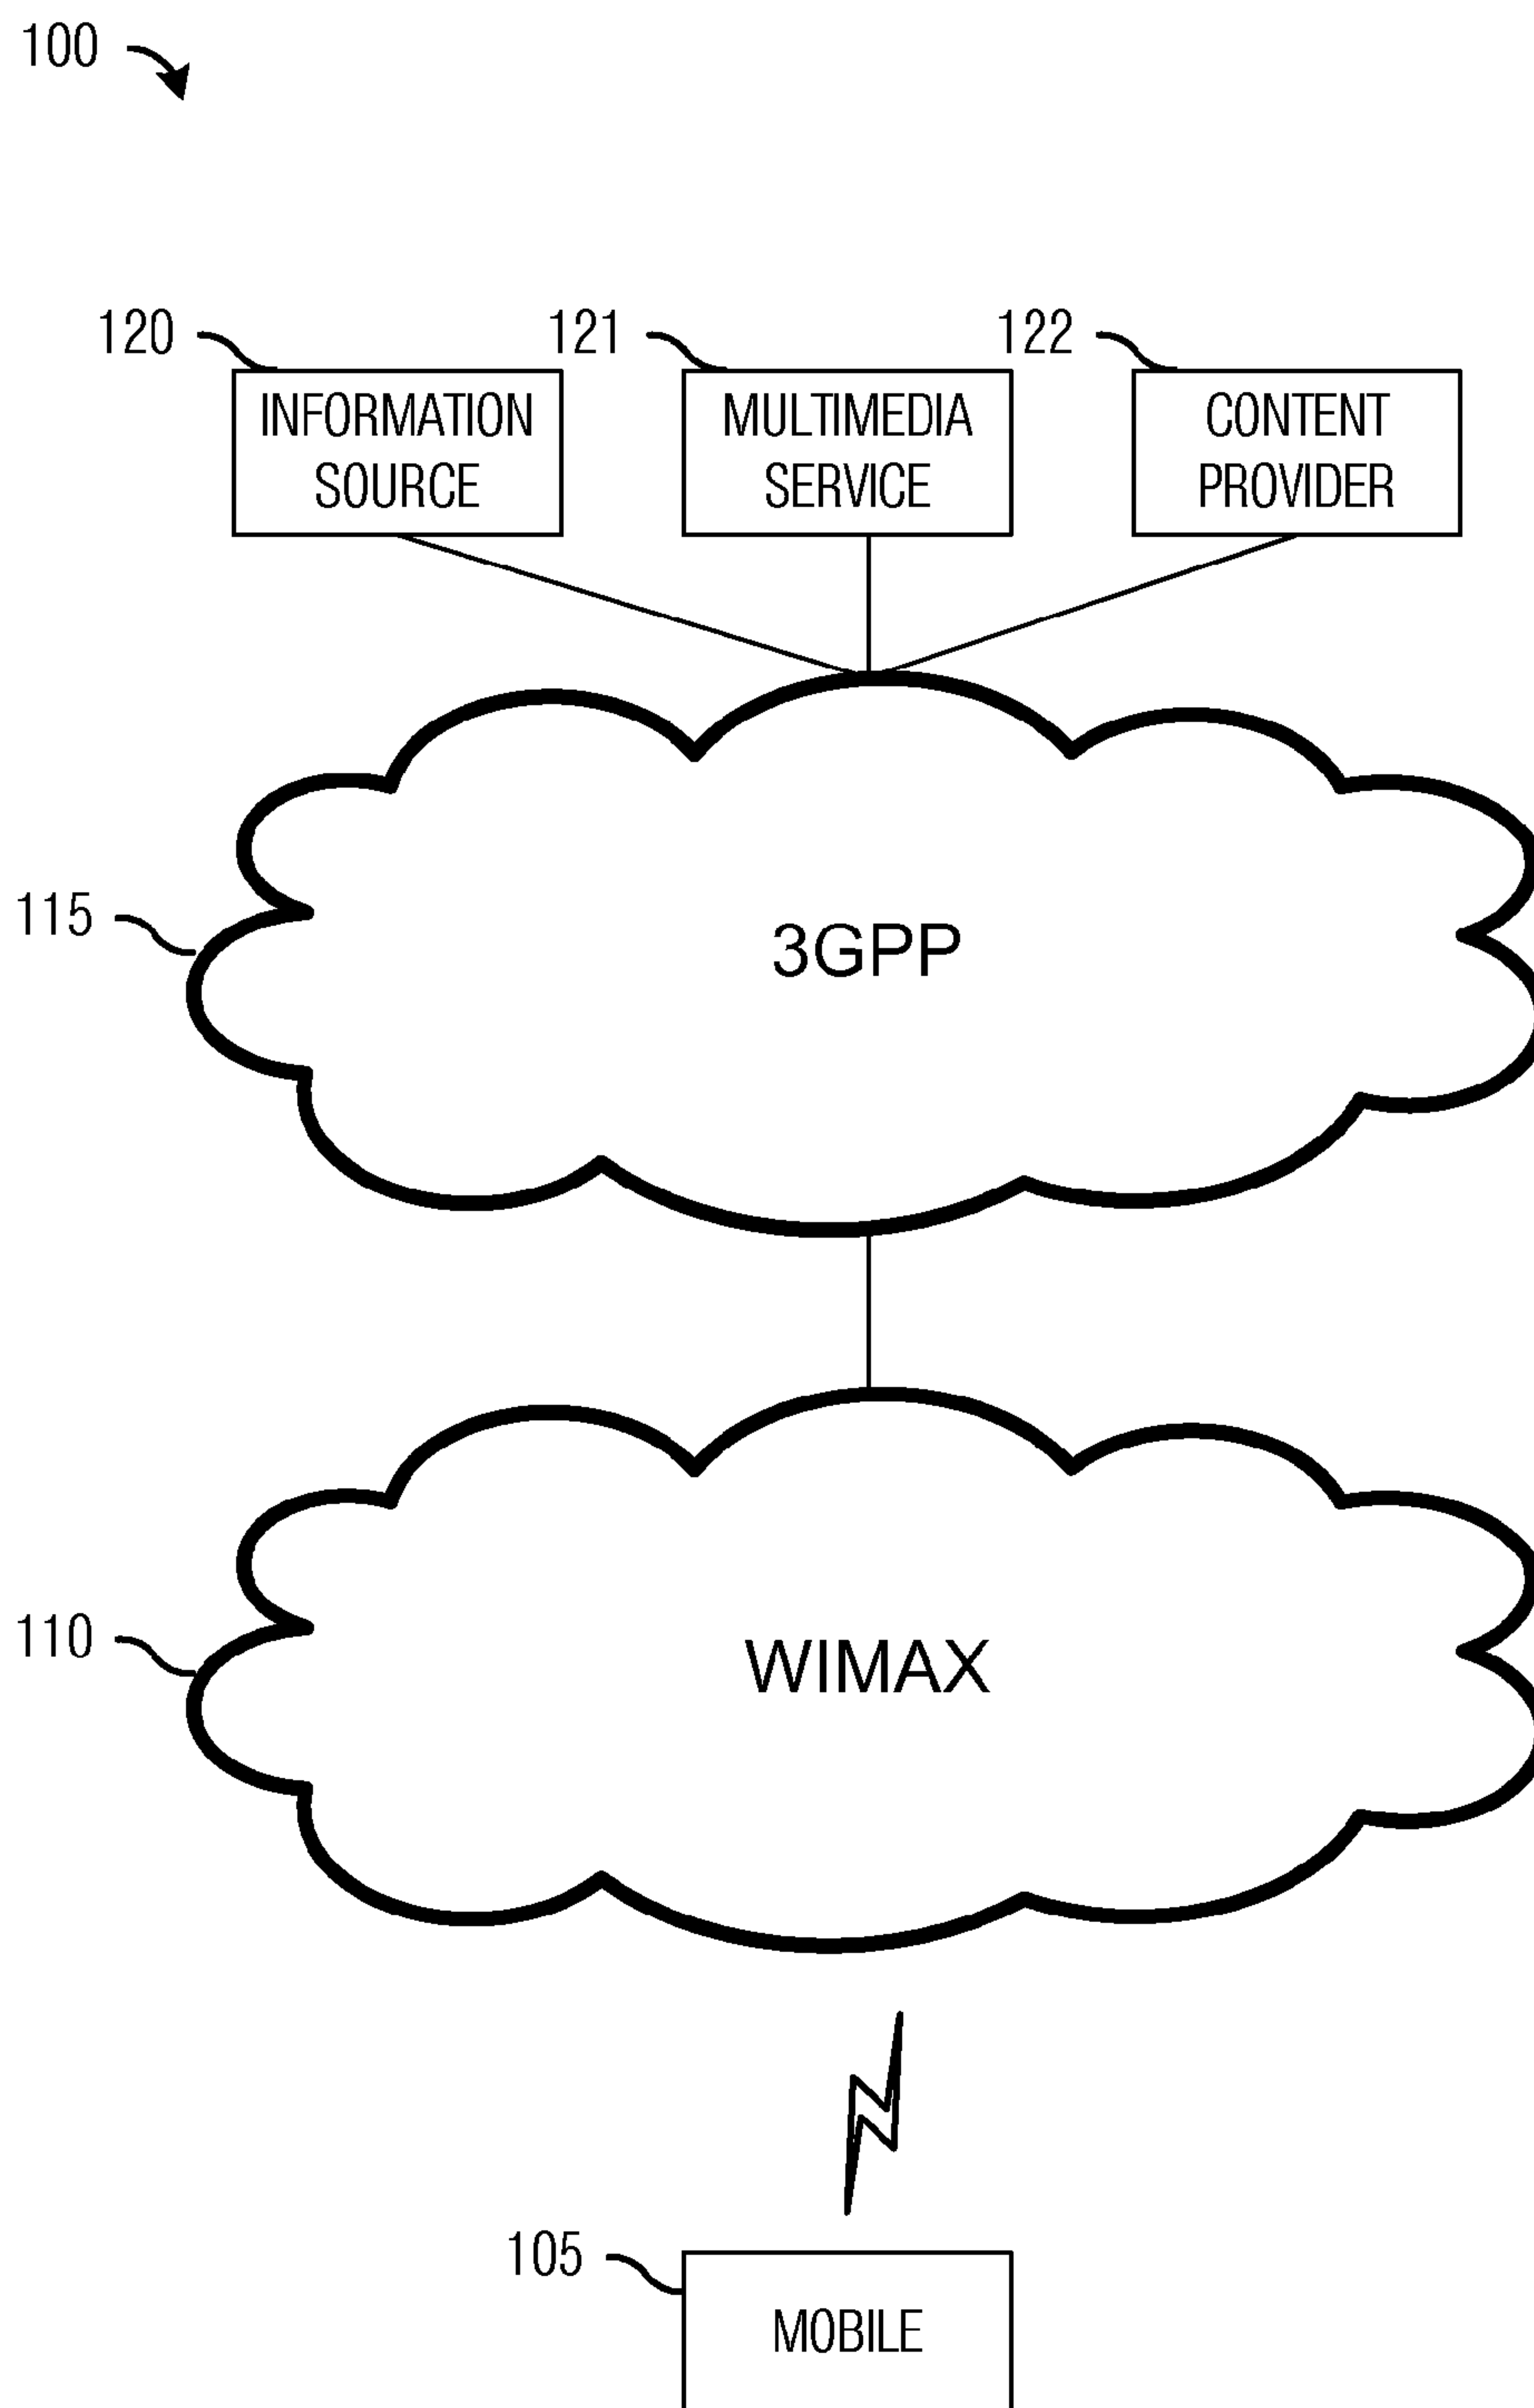 100
120 121 122
INFORMATION MULTIMEDIA CONTENT
SOURCE SERVICE PROVIDER
115
3GPP
110
WIMAX
105
MOBILE